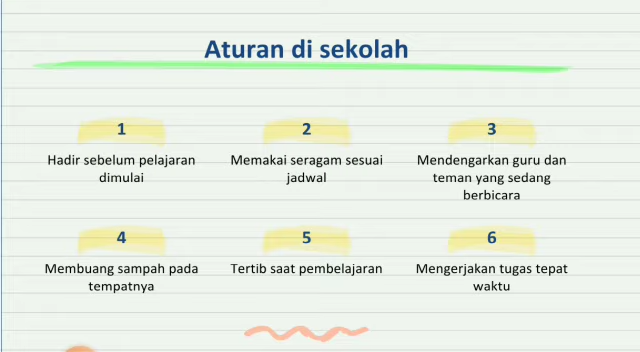 Aturan di sekolah
1
Hadir sebelum pelajaran
dimulai
2
Memakai seragam sesuai
jadwal
3
Mendengarkan guru dan
teman yang sedang
berbicara
4
Membuang sampah pada
tempatnya
5
Tertib saat pembelajaran
6
Mengerjakan tugas tepat
waktu